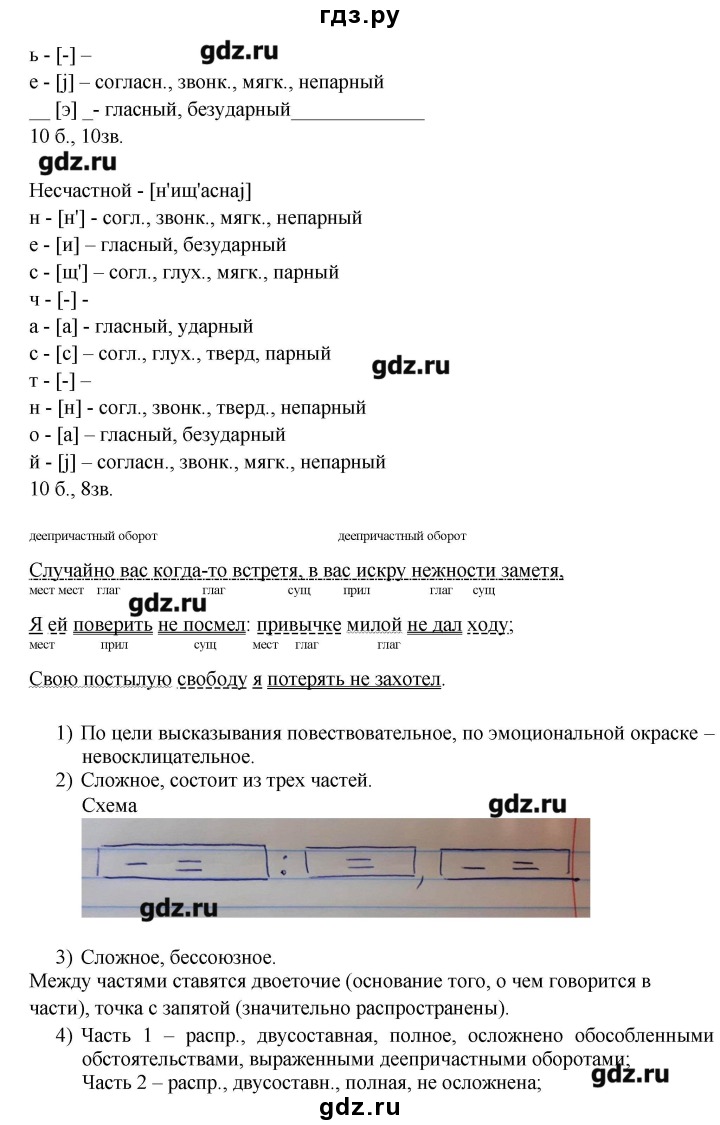 гдз.ру
gdz.ru
ь - [-] –
е - [j] – согласн., звонк., мягк., непарный
__ [э] _- гласный, безударный_____________
10 б., 10зв.
gdz.ru
Несчастной - [н'ищ'аснаj]
н - [н'] - согл., звонк., мягк., непарный
е - [и] – гласный, безударный
с - [щ'] – согл., глух., мягк., парный
ч - [-] -
а - [а] - гласный, ударный
с - [с] – согл., глух., тверд, парный
gdz.ru
т - [-] –
н - [н] - согл., звонк., тверд., непарный
о - [а] – гласный, безударный
й - [j] – согласн., звонк., мягк., непарный
10 б., 8зв.
деепричастный оборот деепричастный оборот
Случайно вас когда-то встретя, в вас искру нежности заметя,
мест мест глаг глаг сущ прил глаг сущ
gdz.ru
Я ей поверить не посмел: привычке милой не дал ходу;
мест прил сущ мест глаг глаг
Свою постылую свободу я потерять не захотел.
1) По цели высказывания повествовательное, по эмоциональной окраске –
невосклицательное.
2) Сложное, состоит из трех частей.
Схема
gdz.ru
[ – = ] : [ = ] , [ – = ].
gdz.ru
3) Сложное, бессоюзное.
Между частями ставятся двоеточие (основание того, о чем говорится в
части), точка с запятой (значительно распространены).
4) Часть 1 – распр., двусоставная, полное, осложнено обособленными
обстоятельствами, выраженными деепричастными оборотами;
Часть 2 – распр., двусоставн., полная, не осложнена;
gdz.ru
gdz.ru